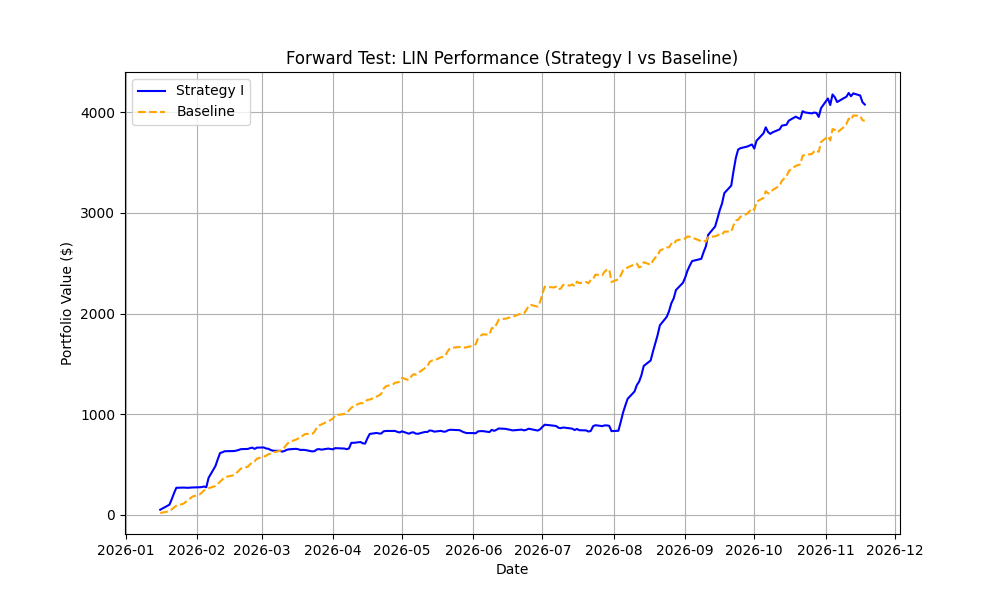 Forward Test: LIN Performance (Strategy I vs Baseline)
Strategy I
Baseline
Portfolio Value ($)
4000
3000
2000
1000
0
2026-01 2026-02 2026-03 2026-04 2026-05 2026-06 2026-07 2026-08 2026-09 2026-10 2026-11 2026-12
Date